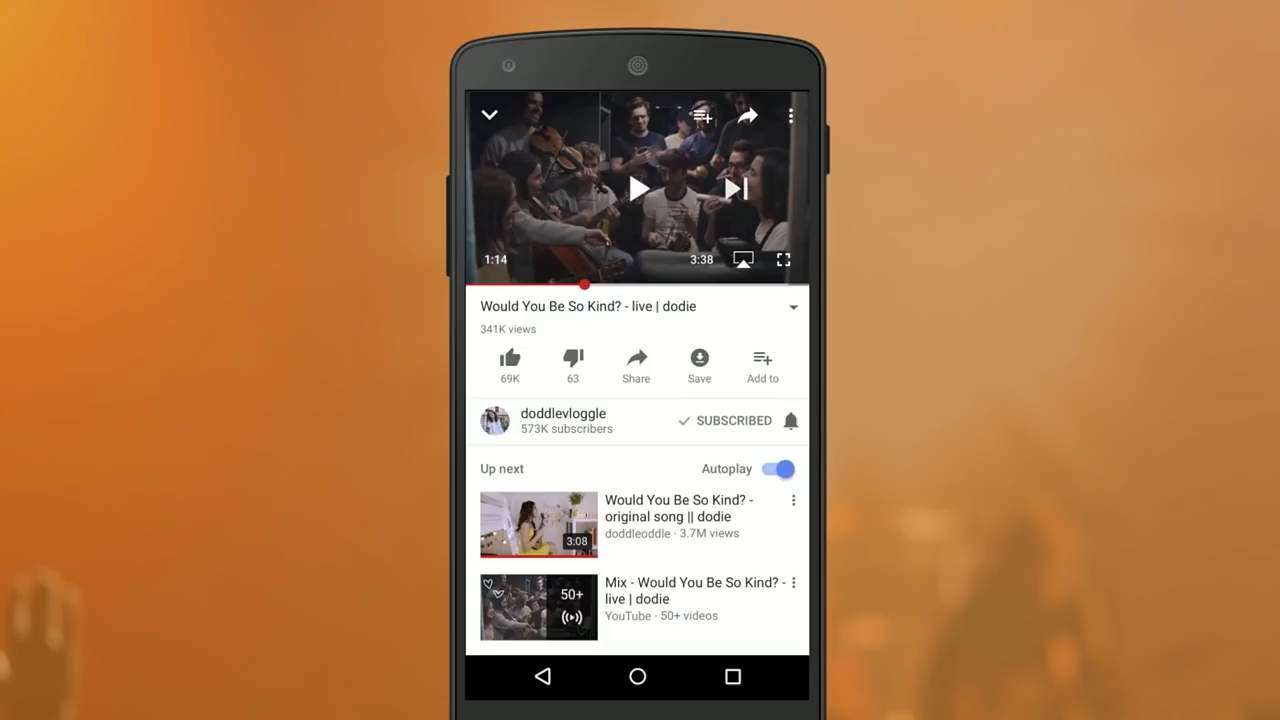 1:14
3:38
Would You Be So Kind? - live | dodie
341K views
69K
63
Share
Save
Add to
doddlevloggle
573K subscribers
SUBSCRIBED
Up next
Autoplay
3:08
Would You Be So Kind? -
original song || dodie
doddleoddle · 3.7M views
50+
Mix - Would You Be So Kind? -
live | dodie
YouTube · 50+ videos